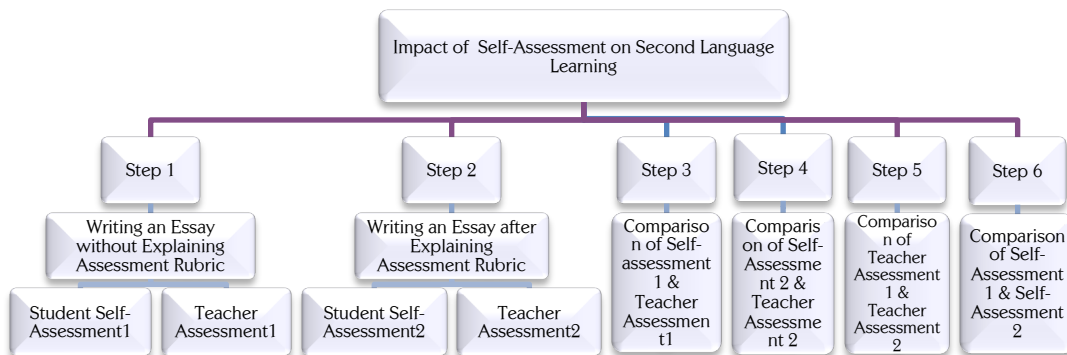 Impact of Self-Assessment on Second Language
Learning
Step 1
Step 2
Step 3
Step 4
Step 5
Step 6
Writing an Essay
without Explaining
Assessment Rubric
Writing an Essay after
Explaining
Assessment Rubric
Compariso
n of Self-
assessment
1 & Teacher
Assessmen
t1
Comparis
on of Self-
Assessme
nt 2 &
Teacher
Assessme
nt 2
Compariso
n of
Teacher
Assessment
1 &
Teacher
Assessment
2
Comparison
of Self-
Assessment
1 & Self-
Assessment
2
Student Self-
Assessment1
Teacher
Assessment1
Student Self-
Assessment2
Teacher
Assessment2